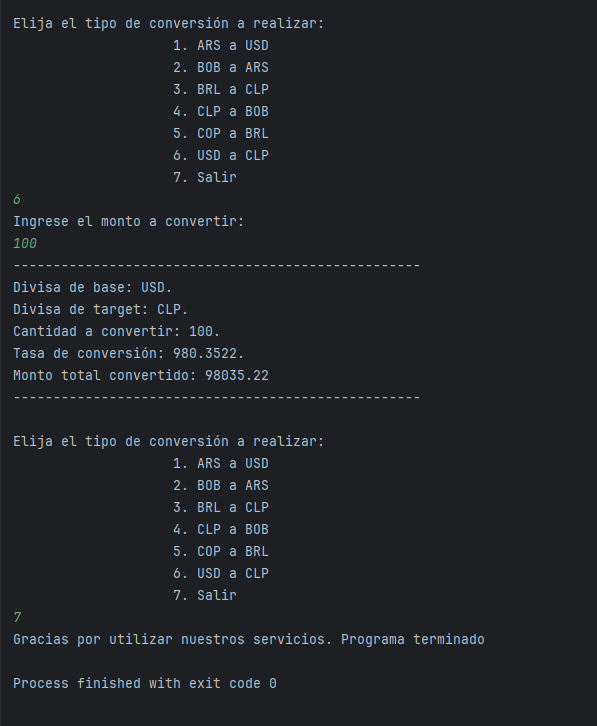 Elija el tipo de conversión a realizar:
1. ARS a USD
2. BOB a ARS
3. BRL a CLP
4. CLP a BOB
5. COP a BRL
6. USD a CLP
7. Salir
6
Ingrese el monto a convertir:
100
---------------------------------------------------
Divisa de base: USD.
Divisa de target: CLP.
Cantidad a convertir: 100.
Tasa de conversión: 980.3522.
Monto total convertido: 98035.22
---------------------------------------------------
Elija el tipo de conversión a realizar:
1. ARS a USD
2. BOB a ARS
3. BRL a CLP
4. CLP a BOB
5. COP a BRL
6. USD a CLP
7. Salir
7
Gracias por utilizar nuestros servicios. Programa terminado
Process finished with exit code 0